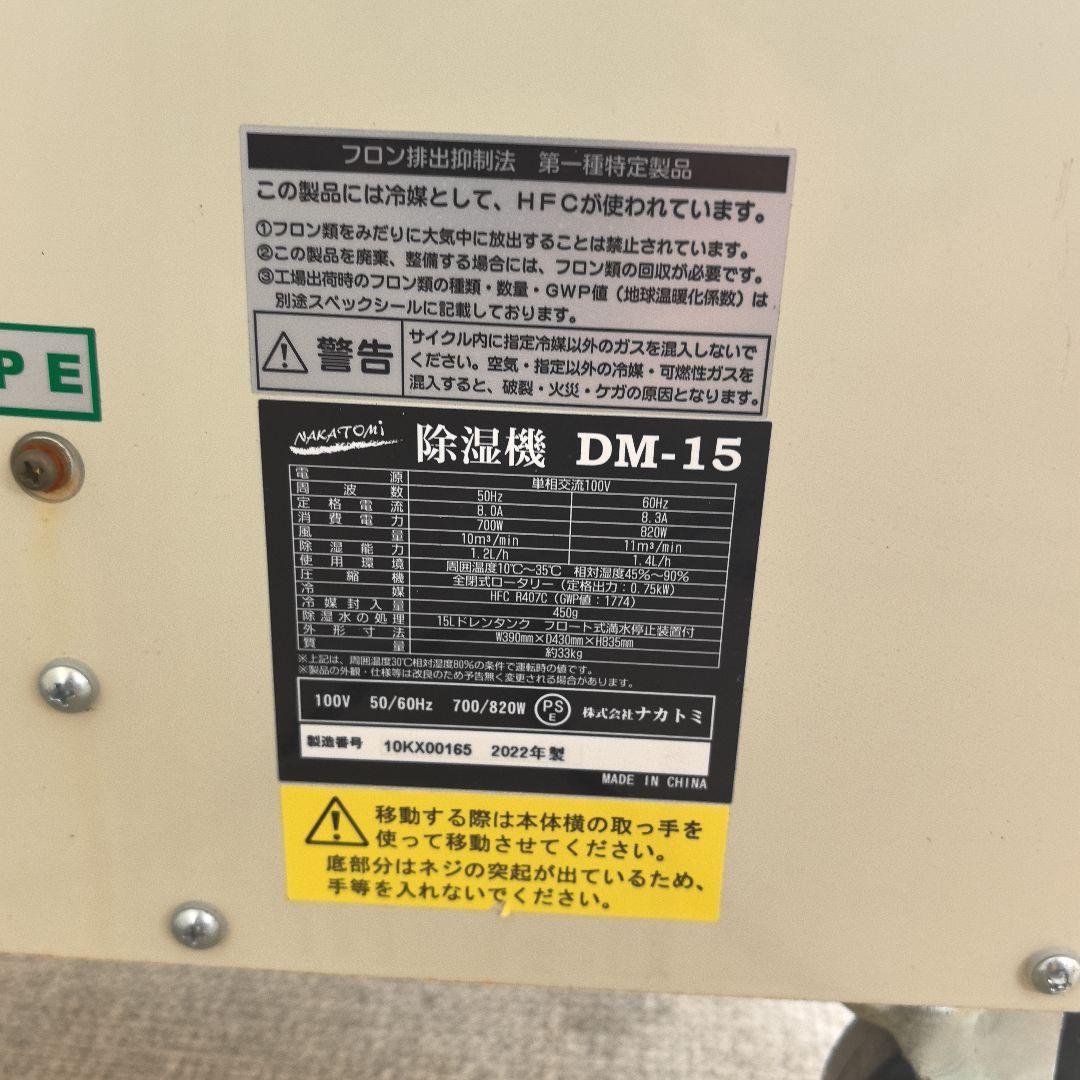 フロン排出抑制法 第一種特定製品
この製品には冷媒として、HFCが使われています。
①フロン類をみだりに大気中に放出することは禁止されています。
②この製品を廃棄、整備する場合には、フロン類の回収が必要です。
③工場出荷時のフロン類の種類・数量・GWP値（地球温暖化係数）は
別途スペックシールに記載しております。
警告
サイクル内に指定冷媒以外のガスを混入しないで
ください。空気・指定以外の冷媒・可燃性ガスを
混入すると、破裂・火災・ケガの原因となります。
PE
NAKATOMI 除湿機 DM-15
電源 単相交流100V
周波数 50Hz 60Hz
定格電流 8.0A 8.3A
消費電力 700W 820W
風量 10m³/min 11m³/min
除湿能力 1.2L/h 1.4L/h
使用環境 周囲温度10℃～35℃ 相対湿度45%～90%
圧縮機 全閉式ロータリー（定格出力：0.75kW）
冷媒 HFC R407C（GWP値：1774）
冷媒封入量 450g
除湿水の処理 15Lドレンタンク フロート式満水停止装置付
外形寸法 W390mm×D430mm×H835mm
質量 約33kg
※上記は、周囲温度30℃相対湿度80%の条件で運転時の値です。
※製品の外観・仕様等は改良のため予告無く変更される場合があります。
100V 50/60Hz 700/820W PS E 株式会社ナカトミ
製造番号 10KX00165 2022年製
MADE IN CHINA
移動する際は本体横の取っ手を
使って移動させてください。
底部分はネジの突起が出ているため、
手等を入れないでください。